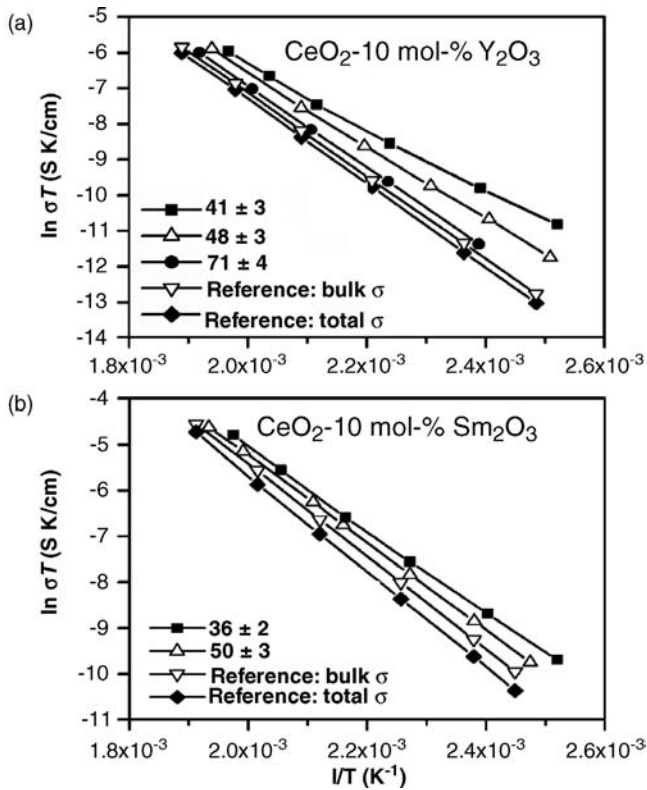 (a)
CeO₂-10 mol-% Y₂O₃
ln σT (S K/cm)
-5
-6
-7
-8
-9
-10
-11
-12
-13
-14
41 ± 3
48 ± 3
71 ± 4
Reference: bulk σ
Reference: total σ
1.8x10⁻³ 2.0x10⁻³ 2.2x10⁻³ 2.4x10⁻³ 2.6x10⁻³
(b)
CeO₂-10 mol-% Sm₂O₃
ln σT (S K/cm)
-4
-5
-6
-7
-8
-9
-10
-11
36 ± 2
50 ± 3
Reference: bulk σ
Reference: total σ
1.8x10⁻³ 2.0x10⁻³ 2.2x10⁻³ 2.4x10⁻³ 2.6x10⁻³
I/T (K⁻¹)